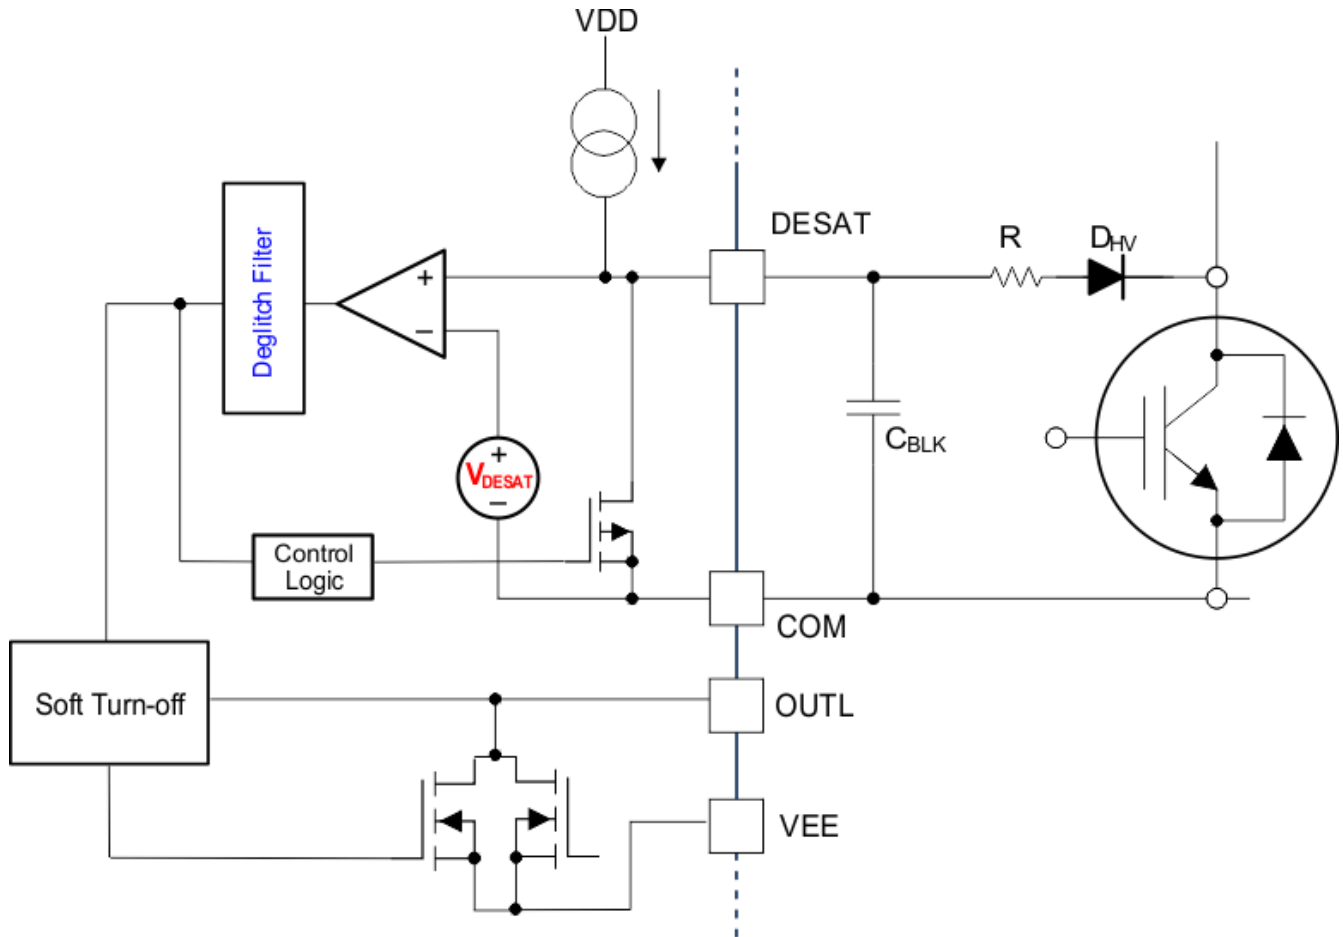 VDD
DESAT
R
DHV
Deglitch Filter
+
−
+
VDESAT
−
CBLK
Control
Logic
COM
Soft Turn-off
OUTL
VEE